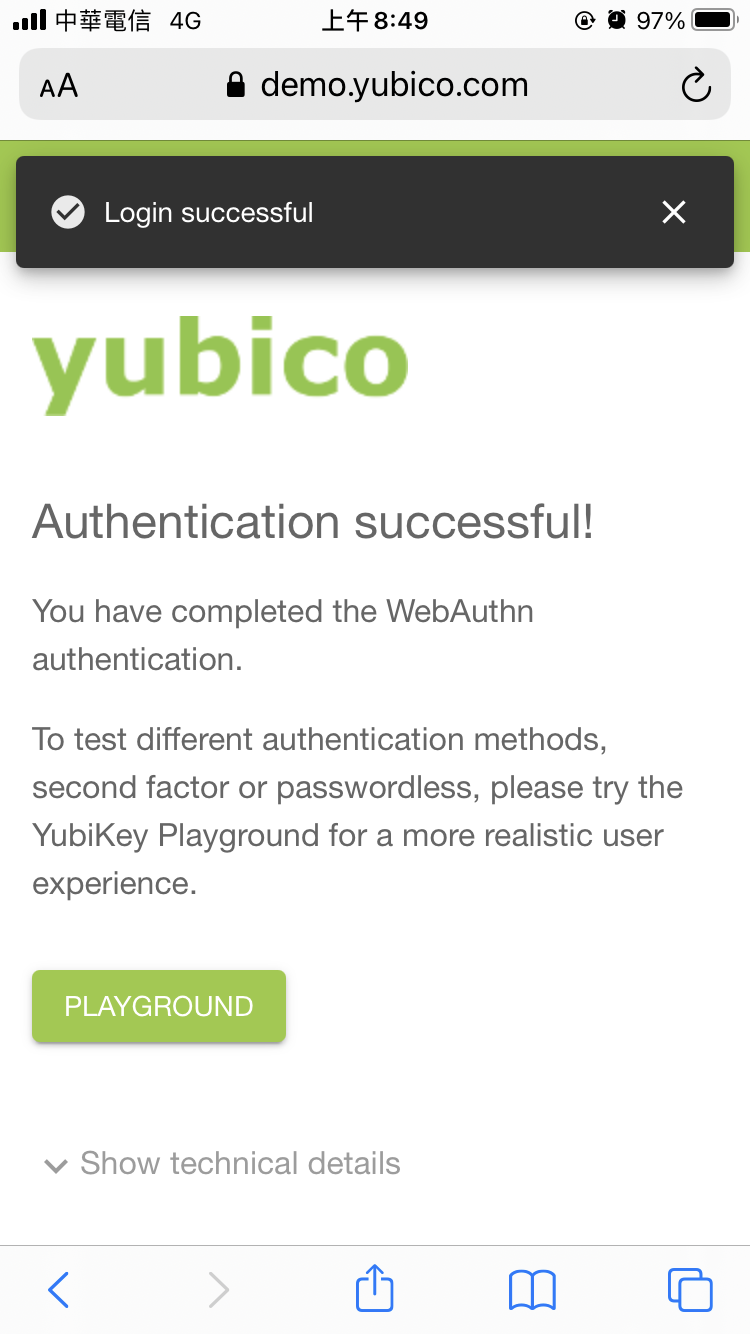 中華電信 4G 上午8:49 97%
AA demo.yubico.com
Login successful
yubico
Authentication successful!
You have completed the WebAuthn
authentication.
To test different authentication methods,
second factor or passwordless, please try the
YubiKey Playground for a more realistic user
experience.
PLAYGROUND
Show technical details